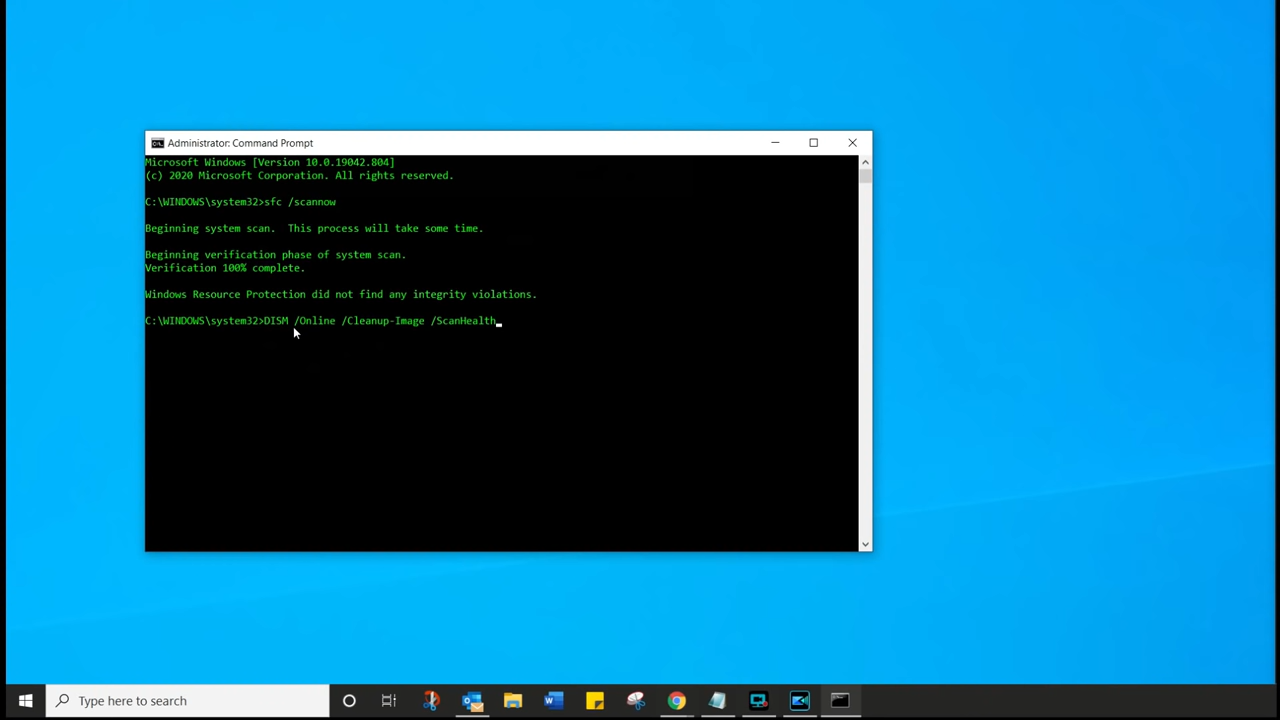 Administrator: Command Prompt
Microsoft Windows [Version 10.0.19042.804]
(c) 2020 Microsoft Corporation. All rights reserved.
C:\WINDOWS\system32>sfc /scannow
Beginning system scan.  This process will take some time.
Beginning verification phase of system scan.
Verification 100% complete.
Windows Resource Protection did not find any integrity violations.
C:\WINDOWS\system32>DISM /Online /Cleanup-Image /ScanHealth
Type here to search